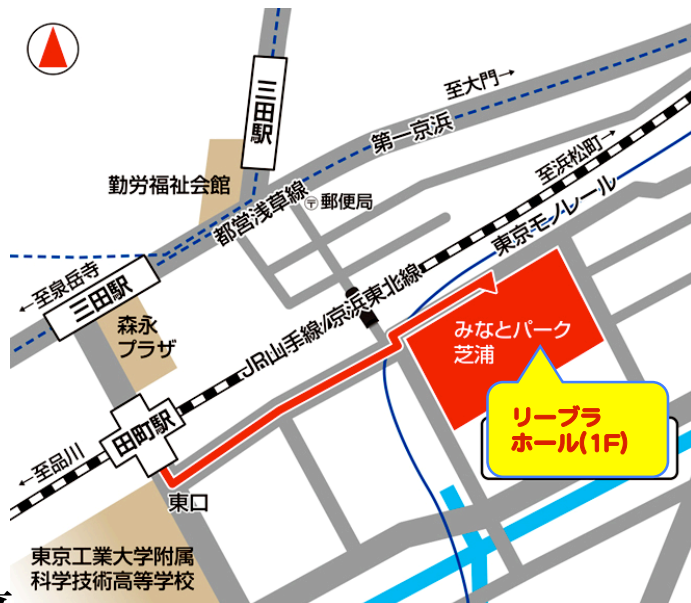 三田駅
至大門→
第一京浜
至浜松町→
勤労福祉会館
〒郵便局
都営浅草線
東京モノレール
←至泉岳寺
三田駅
森永
プラザ
JR山手線/京浜東北線
みなとパーク
芝浦
リーブラ
ホール(1F)
田町駅
←至品川
東口
東京工業大学附属
科学技術高等学校